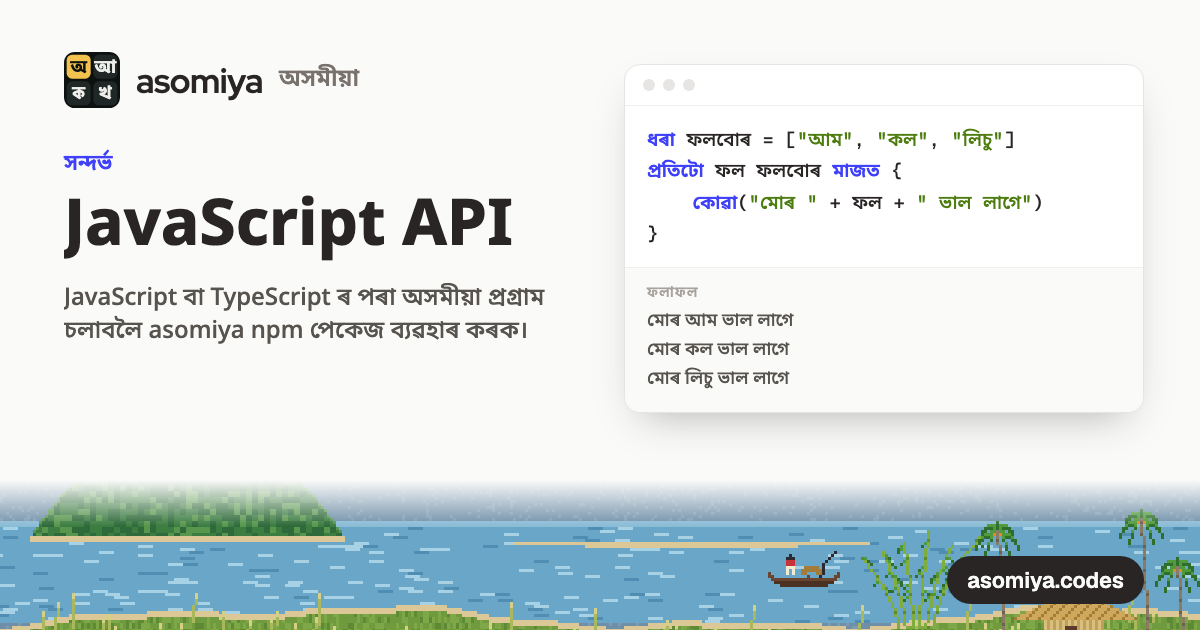 অ আ
ক খ
asomiya অসমীয়া
সন্দৰ্ভ
JavaScript API
JavaScript বা TypeScript ৰ পৰা অসমীয়া প্ৰগ্ৰাম
চলাবলৈ asomiya npm পেকেজ ব্যৱহাৰ কৰক।
ধৰা ফলবোৰ = ["আম", "কল", "লিচু"]
প্ৰতিটো ফল ফলবোৰ মাজত {
কোৱা("মোৰ " + ফল + " ভাল লাগে")
}
ফলাফল
মোৰ আম ভাল লাগে
মোৰ কল ভাল লাগে
মোৰ লিচু ভাল লাগে
asomiya.codes